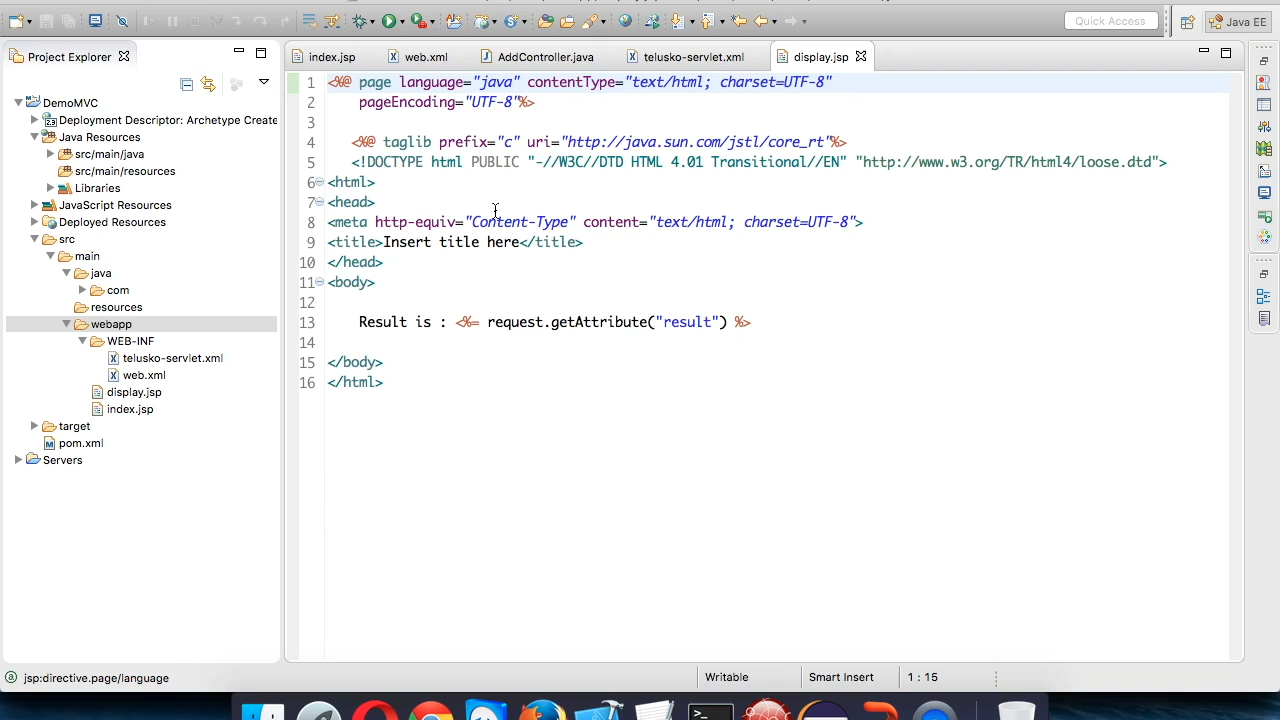 Quick Access
Java EE
Project Explorer
index.jsp
web.xml
AddController.java
telusko-servlet.xml
display.jsp
DemoMVC
Deployment Descriptor: Archetype Create
Java Resources
src/main/java
src/main/resources
Libraries
JavaScript Resources
Deployed Resources
src
main
java
com
resources
webapp
WEB-INF
telusko-servlet.xml
web.xml
display.jsp
index.jsp
target
pom.xml
Servers
1 <%@ page language="java" contentType="text/html; charset=UTF-8"
2 pageEncoding="UTF-8"%>
3
4 <%@ taglib prefix="c" uri="http://java.sun.com/jstl/core_rt"%>
5 <!DOCTYPE html PUBLIC "-//W3C//DTD HTML 4.01 Transitional//EN" "http://www.w3.org/TR/html4/loose.dtd">
6 <html>
7 <head>
8 <meta http-equiv="Content-Type" content="text/html; charset=UTF-8">
9 <title>Insert title here</title>
10 </head>
11 <body>
12
13 Result is : <%= request.getAttribute("result") %>
14
15 </body>
16 </html>
jsp:directive.page/language
Writable
Smart Insert
1 : 15